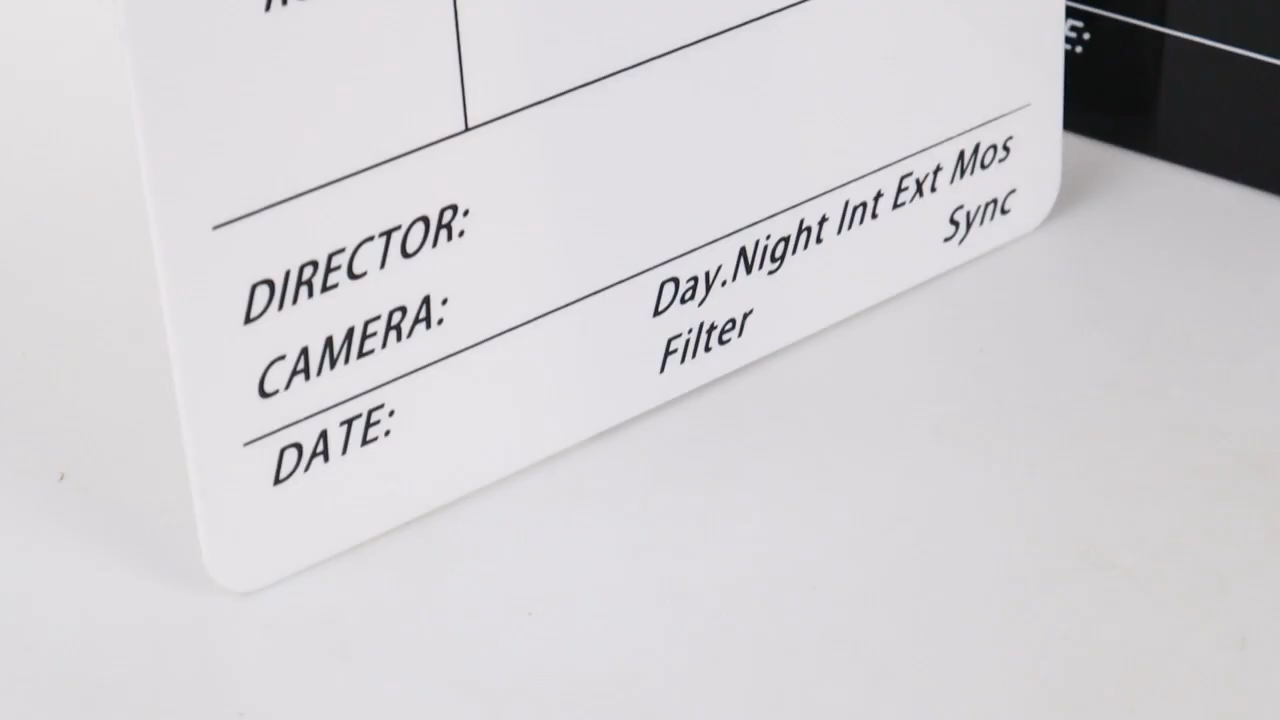 DIRECTOR:
CAMERA:
DATE:
Day.Night Int Ext Mos
Filter
Sync
E: